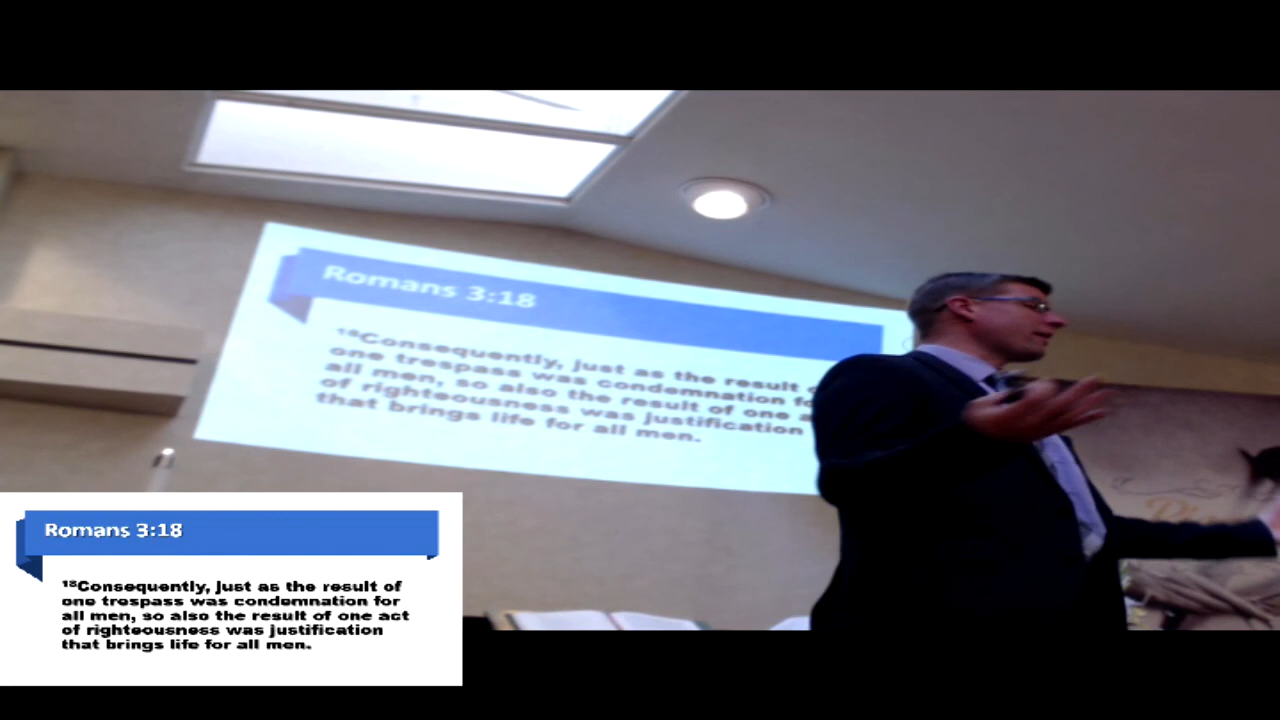 Romans 3:18
¹⁸Consequently, just as the result
one trespass was condemnation
all men, so also the result of one
of righteousness was justification
that brings life for all men.
Romans 3:18
¹⁸Consequently, just as the result of
one trespass was condemnation for
all men, so also the result of one act
of righteousness was justification
that brings life for all men.